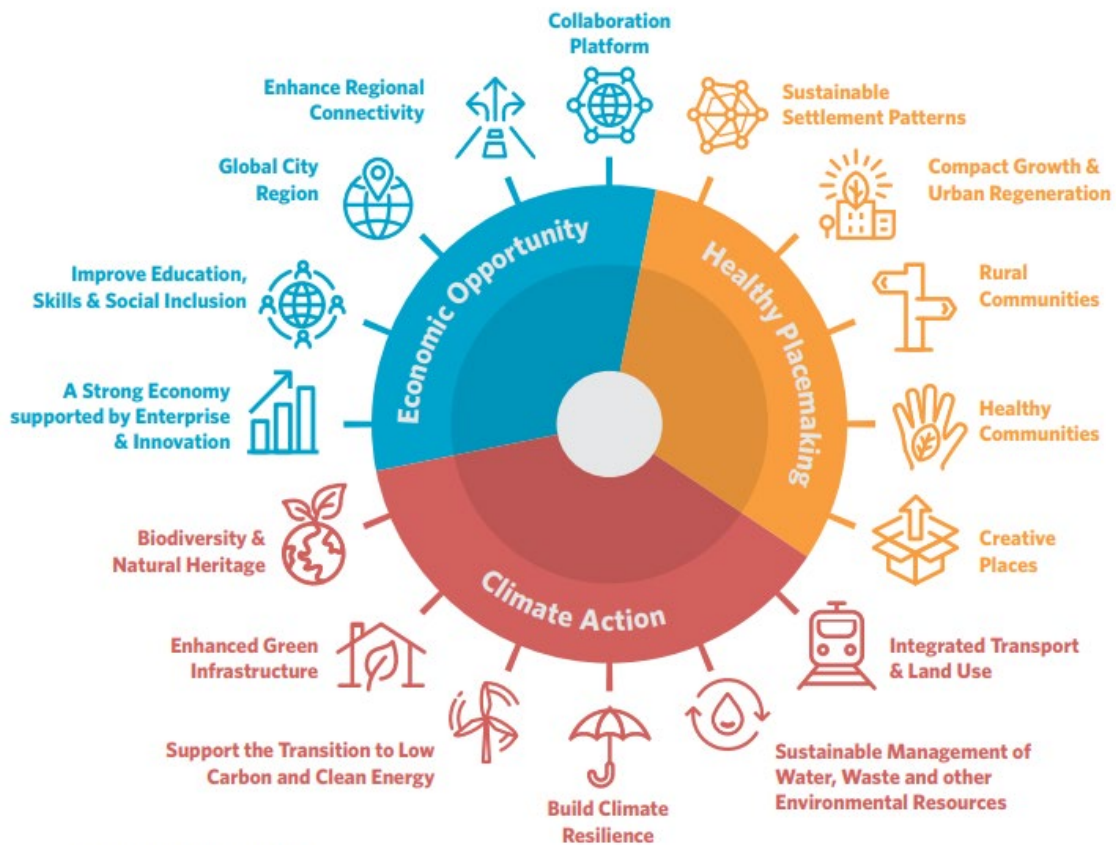 Collaboration
Platform
Enhance Regional
Connectivity
Sustainable
Settlement Patterns
Global City
Region
Compact Growth &
Urban Regeneration
Improve Education,
Skills & Social Inclusion
Rural
Communities
A Strong Economy
supported by Enterprise
& Innovation
Healthy
Communities
Biodiversity &
Natural Heritage
Creative
Places
Enhanced Green
Infrastructure
Integrated Transport
& Land Use
Support the Transition to Low
Carbon and Clean Energy
Build Climate
Resilience
Sustainable Management of
Water, Waste and other
Environmental Resources
Economic Opportunity
Healthy Placemaking
Climate Action